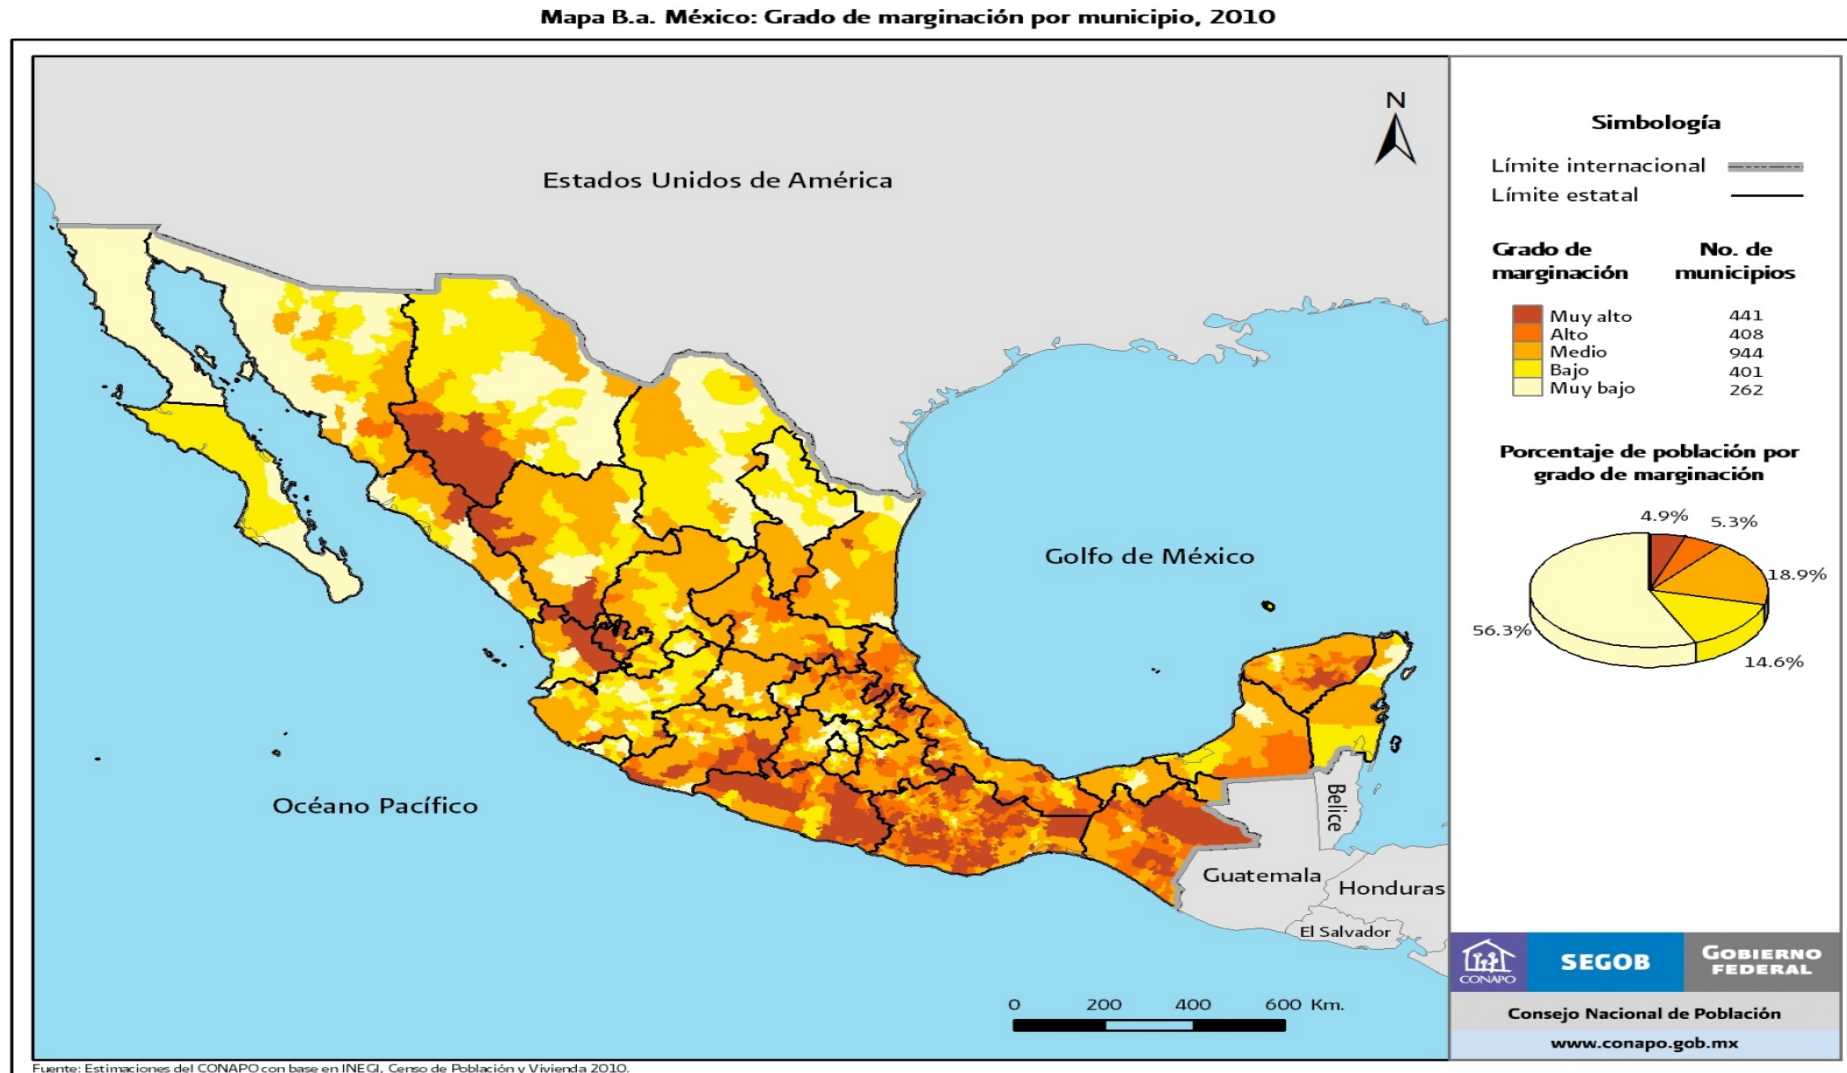 Mapa B.a. México: Grado de marginación por municipio, 2010
Estados Unidos de América
N
Golfo de México
Océano Pacífico
Belice
Guatemala
Honduras
El Salvador
0 200 400 600 Km.
Simbología
Límite internacional
Límite estatal
Grado de marginación No. de municipios
Muy alto 441
Alto 408
Medio 944
Bajo 401
Muy bajo 262
Porcentaje de población por
grado de marginación
4.9%
5.3%
18.9%
14.6%
56.3%
CONAPO
SEGOB
GOBIERNO
FEDERAL
Consejo Nacional de Población
www.conapo.gob.mx
Fuente: Estimaciones del CONAPO con base en INEGI, Censo de Población y Vivienda 2010.